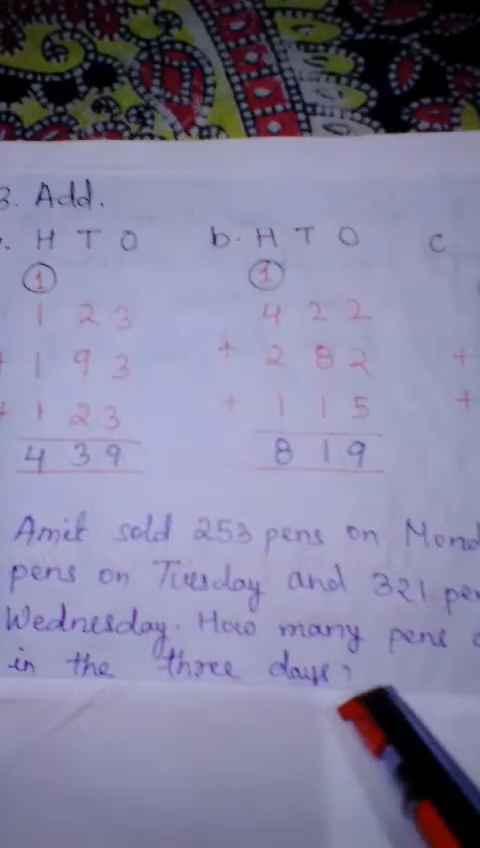 3. Add.
. H T O b. H T O c
1 1
1 2 3 4 2 2
+ 1 9 3 + 2 8 2 +
+ 1 2 3 + 1 1 5 +
4 3 9 8 1 9
Amit sold 253 pens on Mond
pens on Tuesday and 321 pe
Wednesday. How many pens
in the three days?